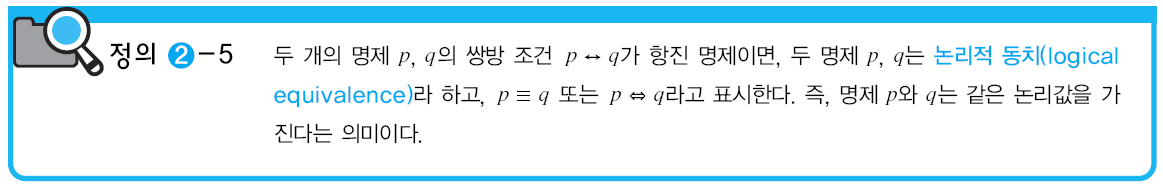 정의 2-5
두 개의 명제 p, q의 쌍방 조건 p ↔ q가 항진 명제이면, 두 명제 p, q는 논리적 동치(logical
equivalence)라 하고, p ≡ q 또는 p ⇔ q라고 표시한다. 즉, 명제 p와 q는 같은 논리값을 가
진다는 의미이다.